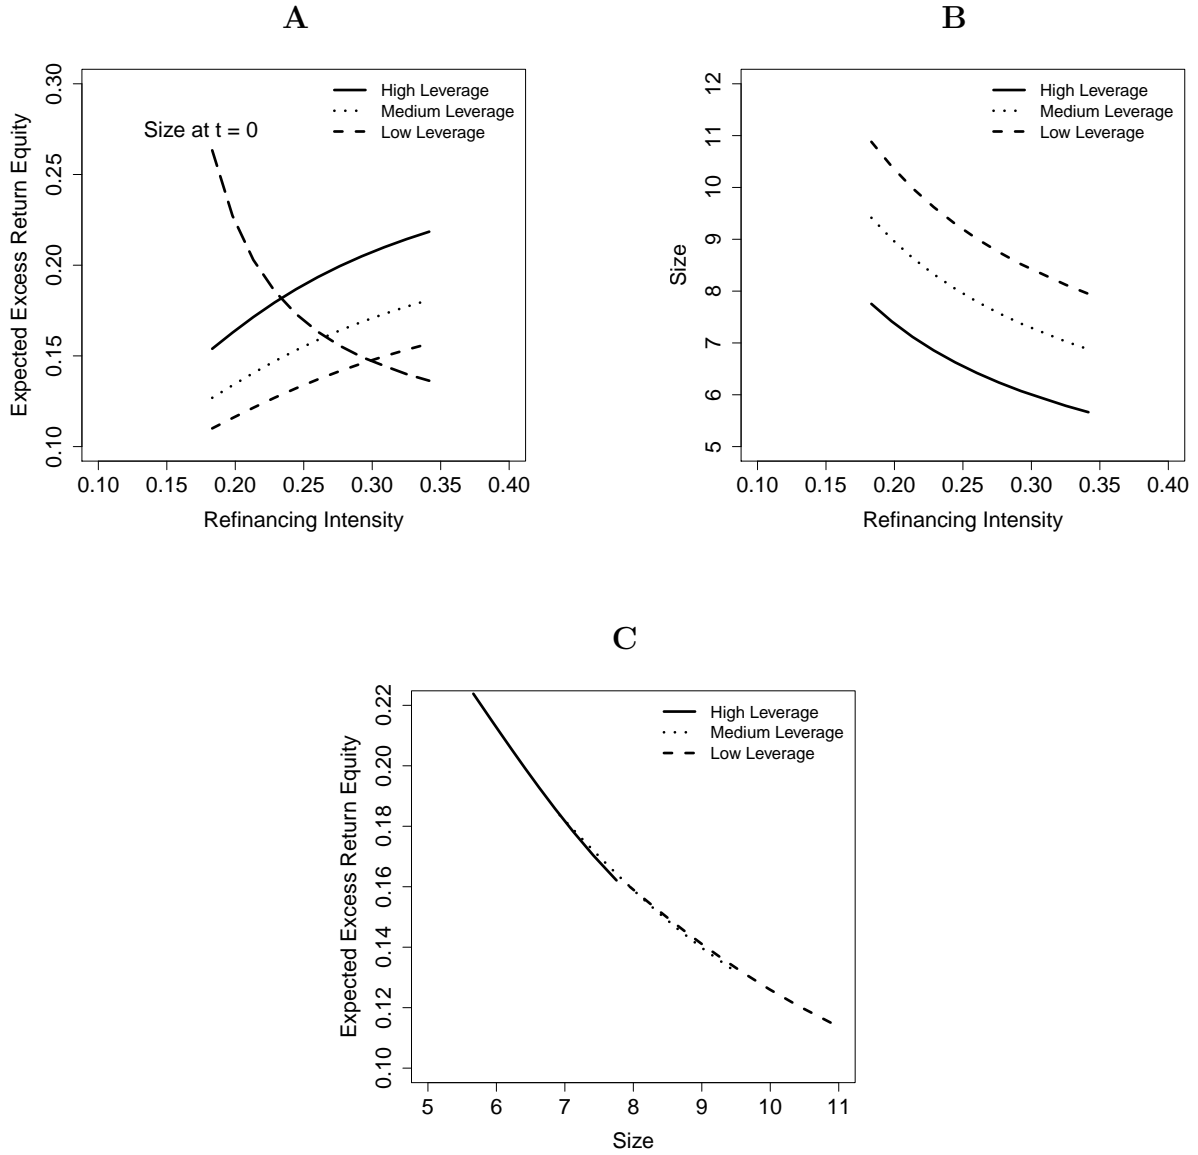 A
Expected Excess Return Equity
0.10 0.15 0.20 0.25 0.30
High Leverage
Medium Leverage
Low Leverage
Size at t = 0
0.10 0.15 0.20 0.25 0.30 0.35 0.40
Refinancing Intensity
B
Size
5 6 7 8 9 10 11 12
High Leverage
Medium Leverage
Low Leverage
0.10 0.15 0.20 0.25 0.30 0.35 0.40
Refinancing Intensity
C
Expected Excess Return Equity
0.10 0.12 0.14 0.16 0.18 0.20 0.22
High Leverage
Medium Leverage
Low Leverage
5 6 7 8 9 10 11
Size